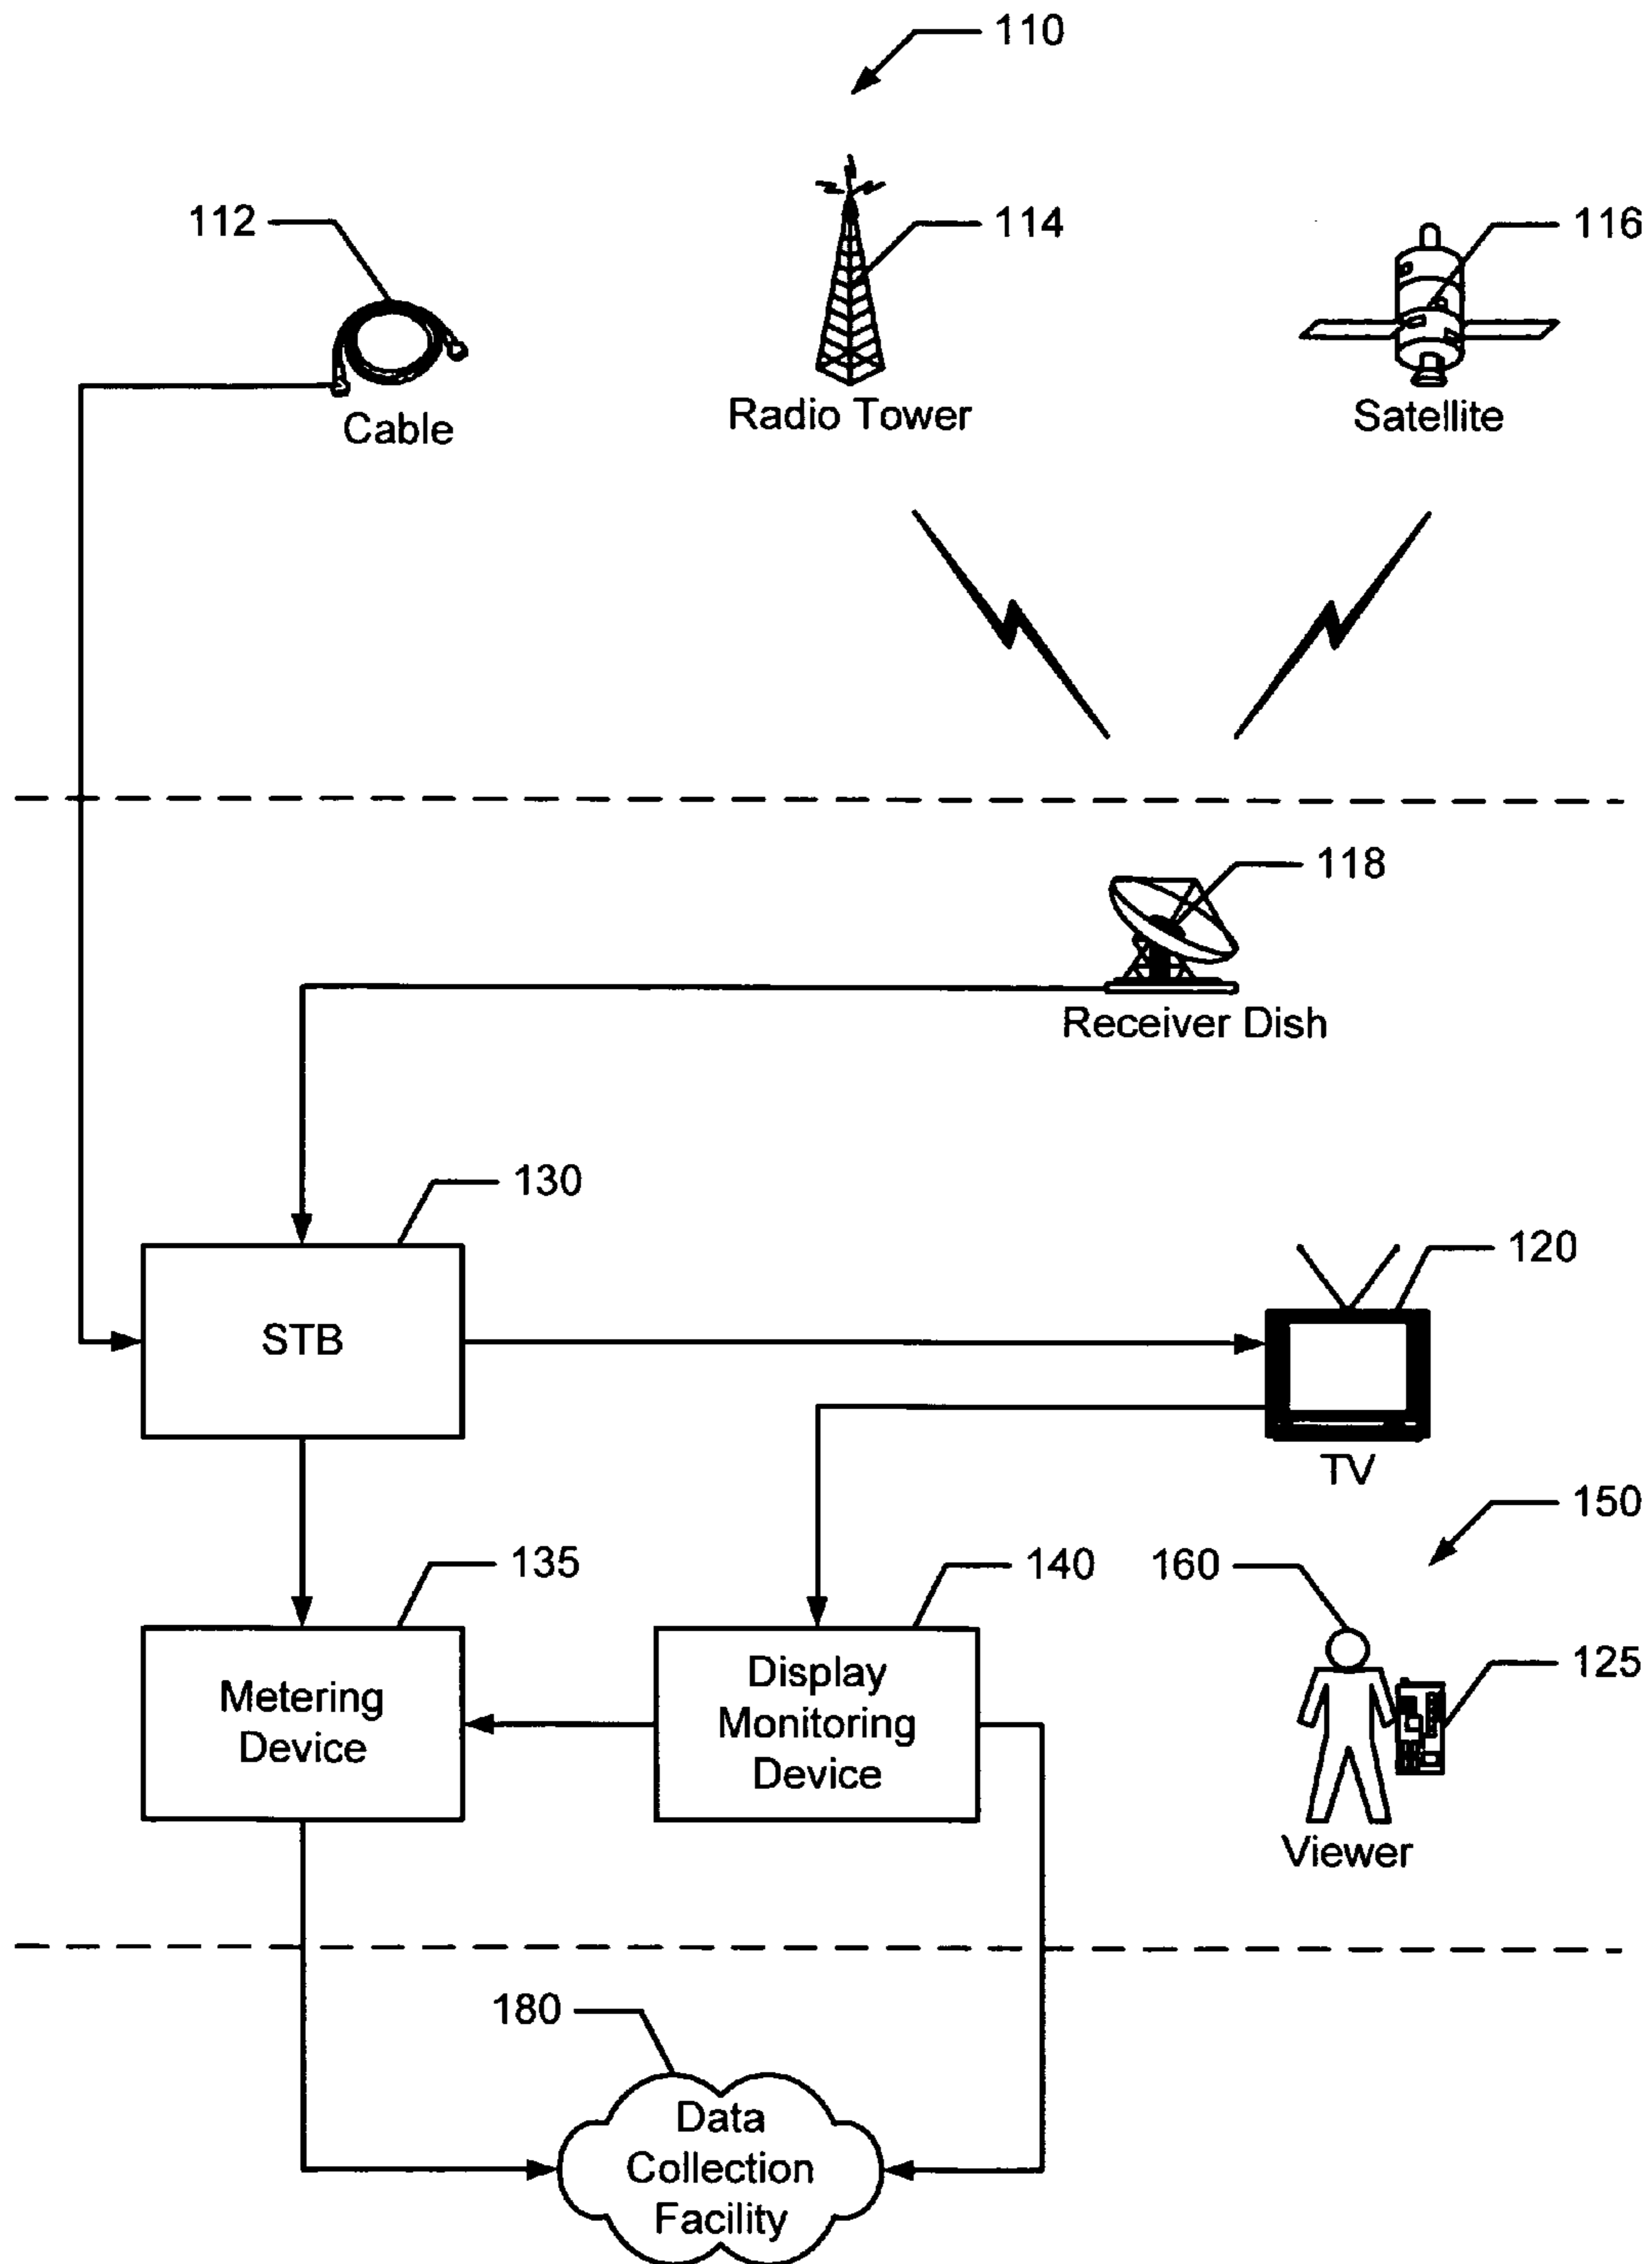 110
112
114
116
Cable
Radio Tower
Satellite
118
Receiver Dish
130
120
STB
TV
150
135
140
160
125
Metering
Device
Display
Monitoring
Device
Viewer
180
Data
Collection
Facility